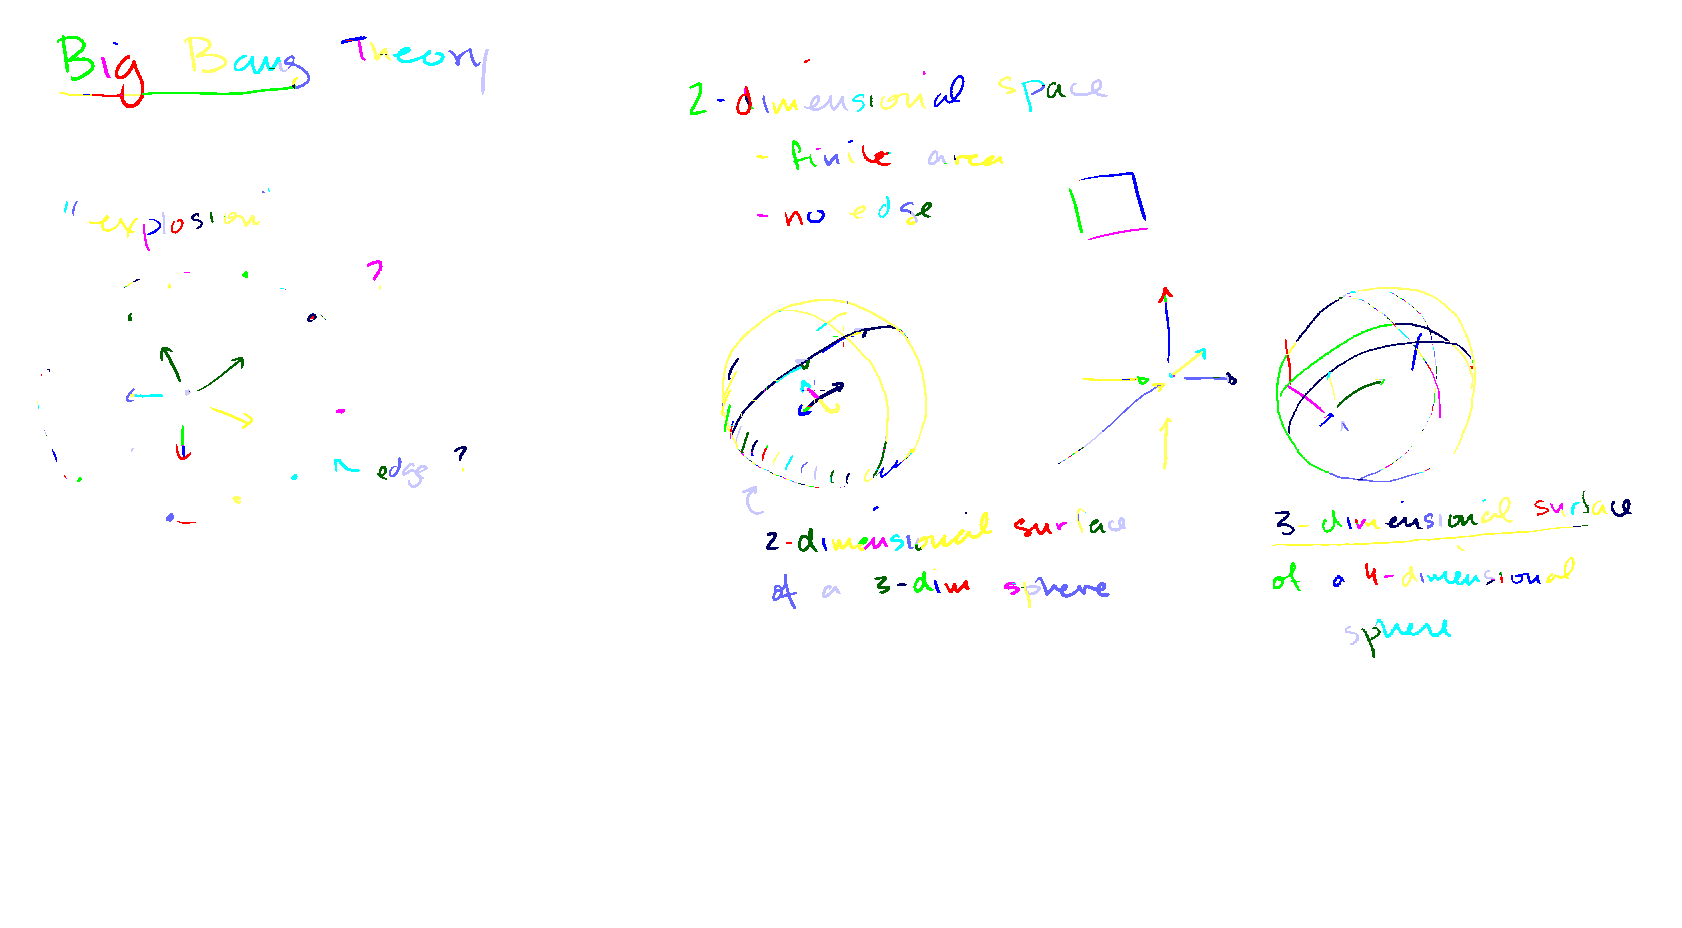 Big Bang Theory
"explosion"
?
edge ?
2-dimensional space
- finite area
- no edge
2-dimensional surface
of a 3-dim sphere
3-dimensional surface
of a 4-dimensional
sphere